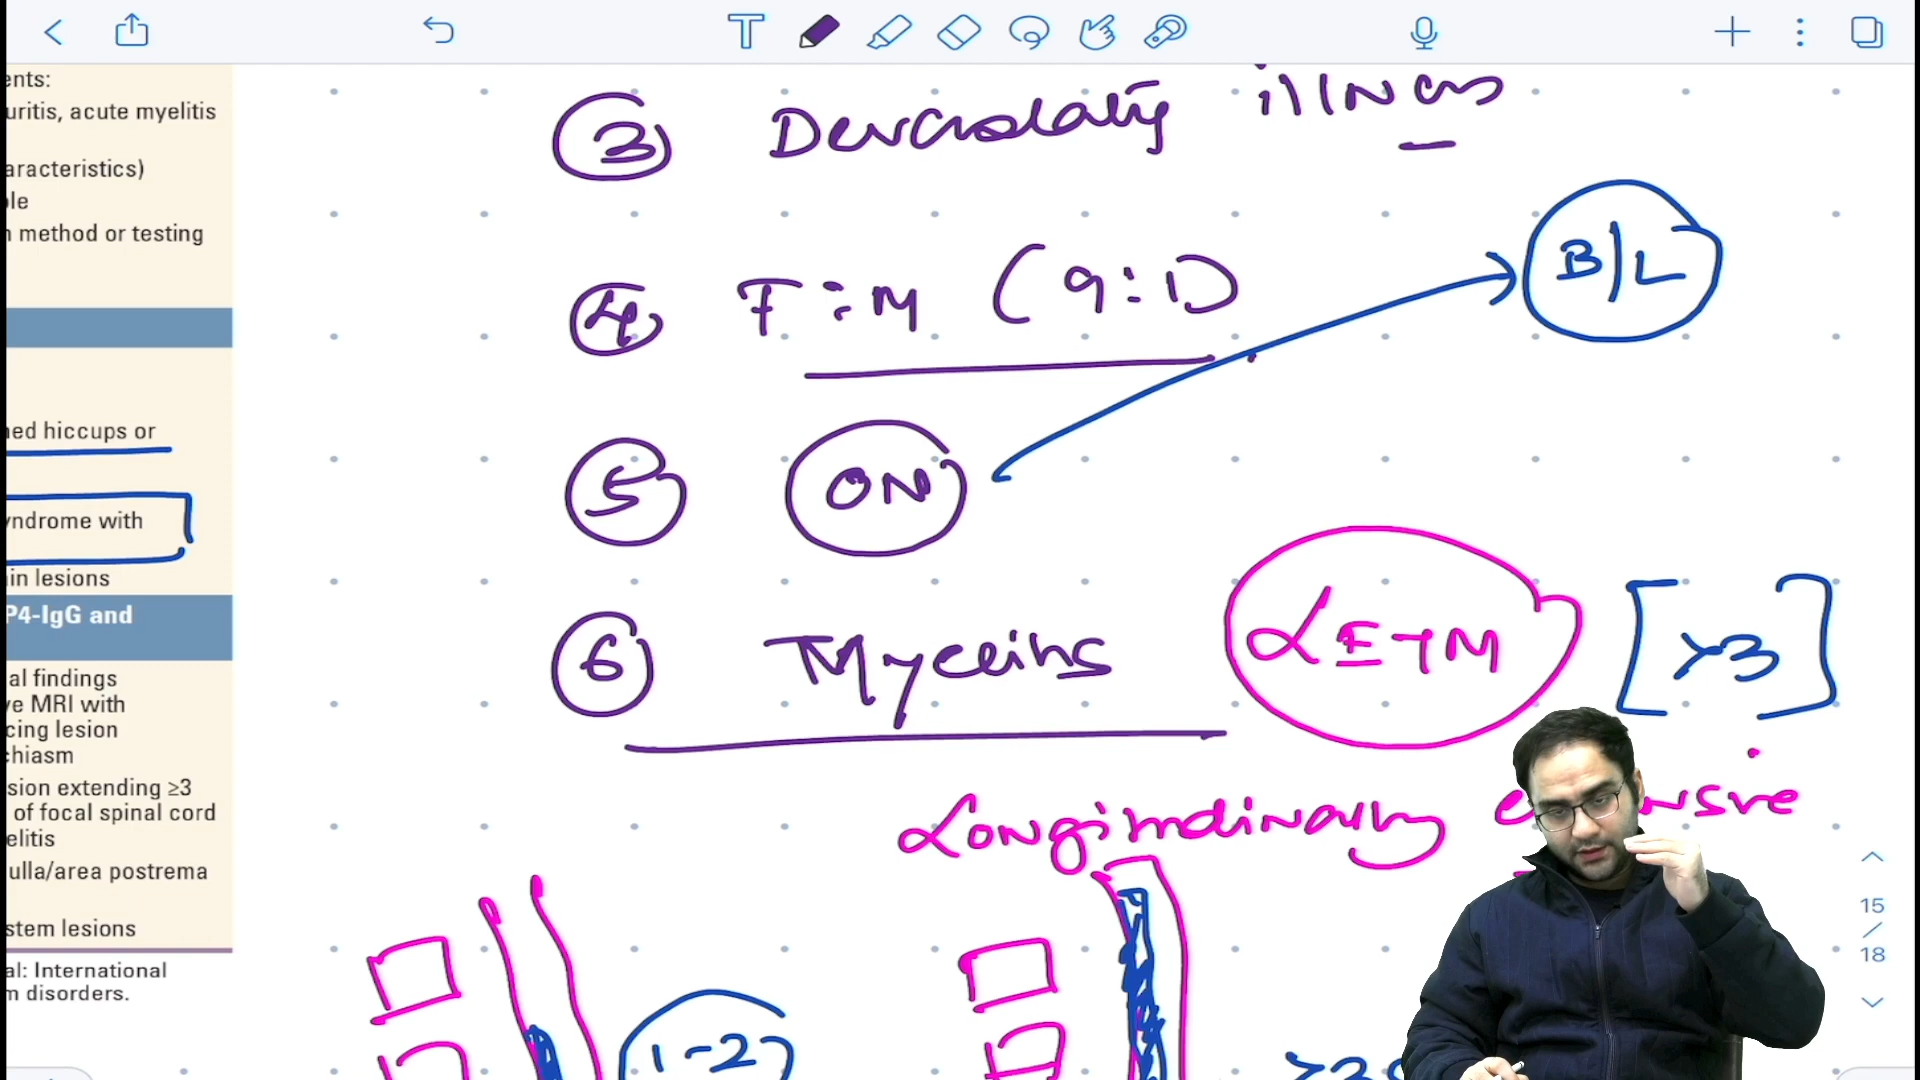 ents:
uritis, acute myelitis
aracteristics)
ole
n method or testing
ned hiccups or
yndrome with
in lesions
P4-IgG and
al findings
ve MRI with
cing lesion
chiasm
sion extending ≥3
of focal spinal cord
elitis
ulla/area postrema
stem lesions
al: International
m disorders.
3 Devastating illness
4 F:M (9:1)
B/L
5 ON
6 Myelitis LETM [>3]
Longitudinally
1-2
15
/
18